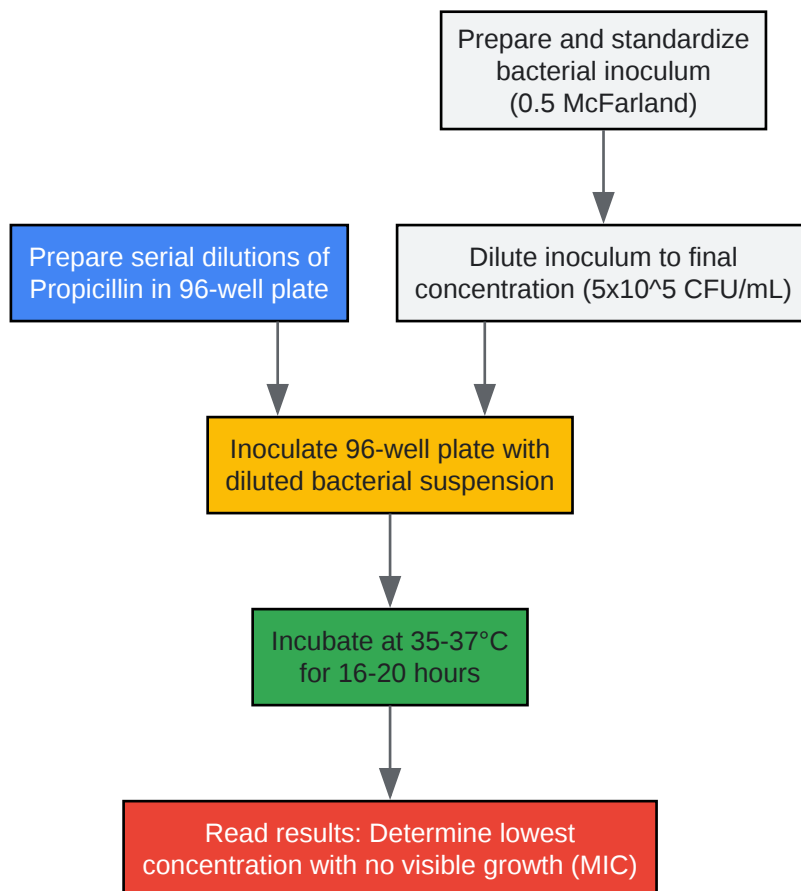 Prepare and standardize
bacterial inoculum
(0.5 McFarland)
Prepare serial dilutions of
Propicillin in 96-well plate
Dilute inoculum to final
concentration (5x10^5 CFU/mL)
Inoculate 96-well plate with
diluted bacterial suspension
Incubate at 35-37°C
for 16-20 hours
Read results: Determine lowest
concentration with no visible growth (MIC)